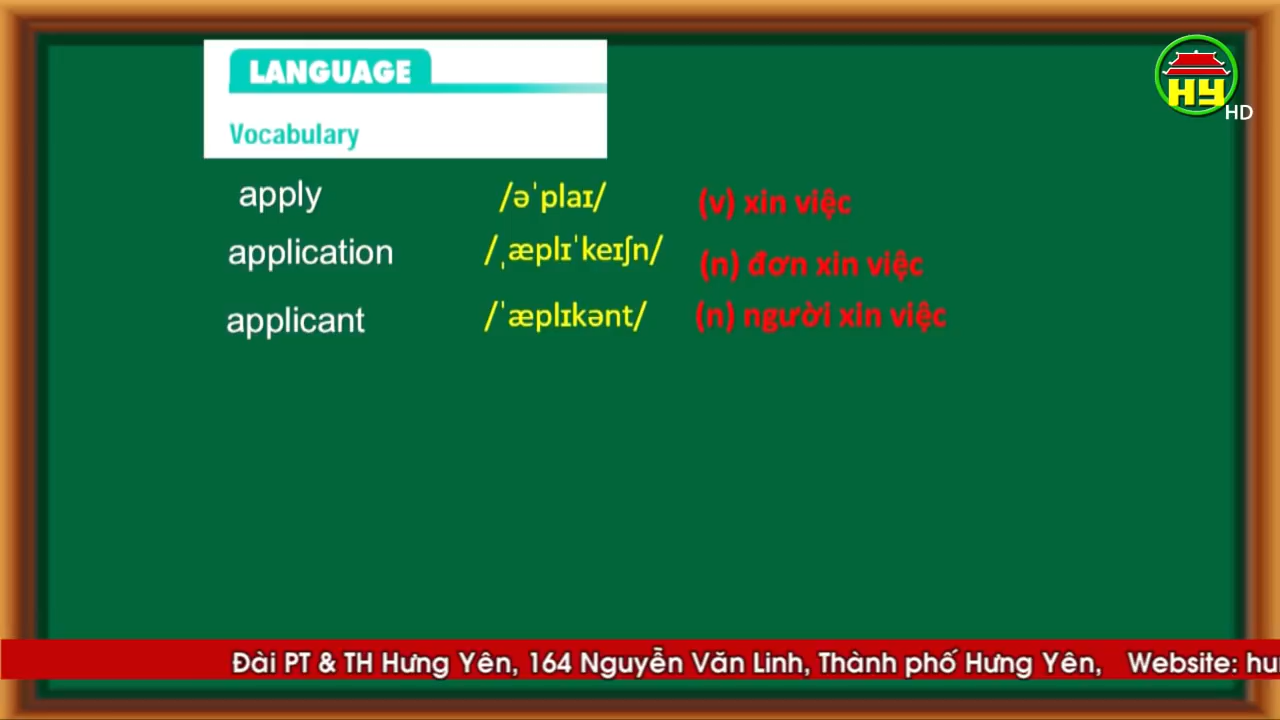 LANGUAGE
Vocabulary
apply /əˈplaɪ/ (v) xin việc
application /ˌæplɪˈkeɪʃn/ (n) đơn xin việc
applicant /ˈæplɪkənt/ (n) người xin việc
HY
HD
Đài PT & TH Hưng Yên, 164 Nguyễn Văn Linh, Thành phố Hưng Yên, Website: